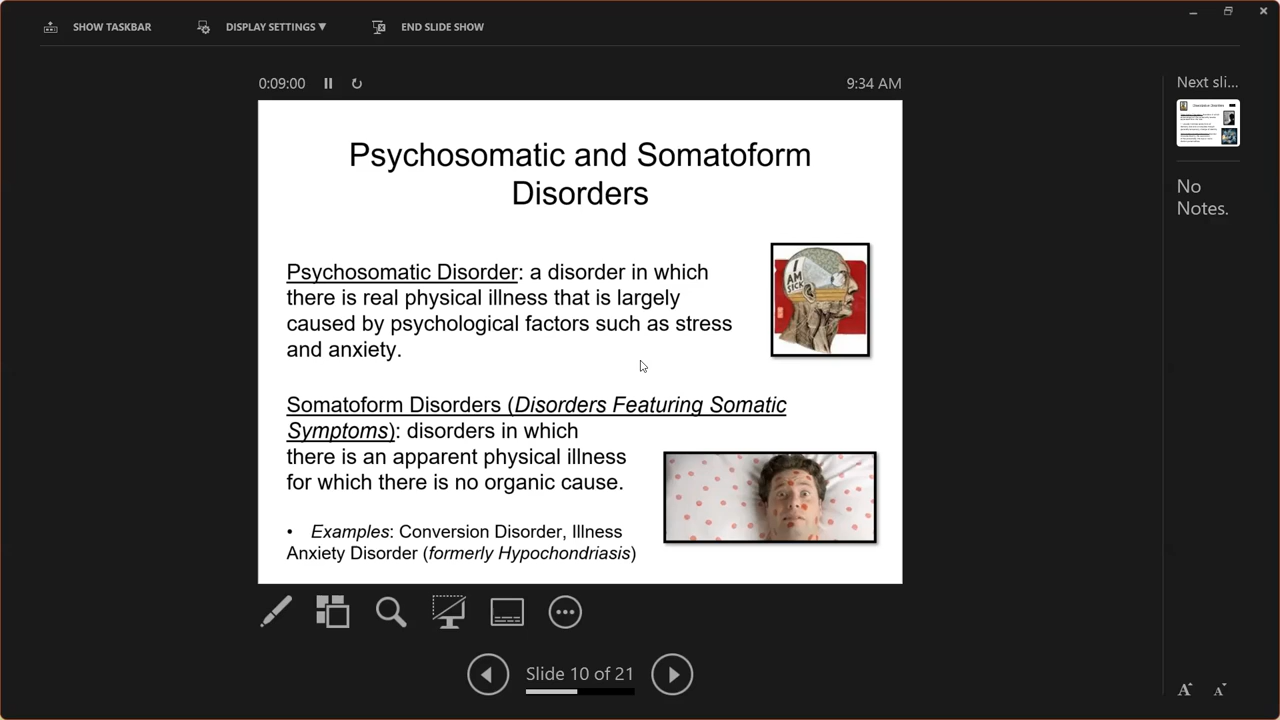 SHOW TASKBAR
DISPLAY SETTINGS ▼
END SLIDE SHOW
0:09:00
9:34 AM
Psychosomatic and Somatoform
Disorders
Psychosomatic Disorder: a disorder in which
there is real physical illness that is largely
caused by psychological factors such as stress
and anxiety.
I
AM
SICK
Somatoform Disorders (Disorders Featuring Somatic
Symptoms): disorders in which
there is an apparent physical illness
for which there is no organic cause.
• Examples: Conversion Disorder, Illness
Anxiety Disorder (formerly Hypochondriasis)
Slide 10 of 21
Next sli...
No
Notes.
A
A